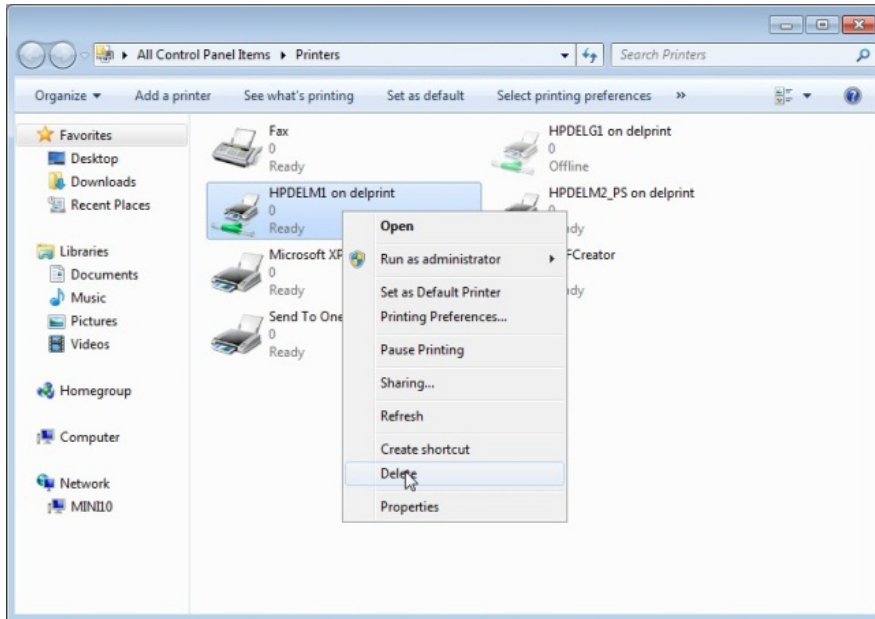 All Control Panel Items
Printers
Search Printers
Organize
Add a printer
See what's printing
Set as default
Select printing preferences
»
Favorites
Desktop
Downloads
Recent Places
Libraries
Documents
Music
Pictures
Videos
Homegroup
Computer
Network
MINI10
Fax
0
Ready
HPDELG1 on delprint
0
Offline
HPDELM1 on delprint
0
Ready
HPDELM2_PS on delprint
dy
Microsoft XP
0
Ready
FCreator
dy
Send To One
0
Ready
Open
Run as administrator
Set as Default Printer
Printing Preferences...
Pause Printing
Sharing...
Refresh
Create shortcut
Delete
Properties